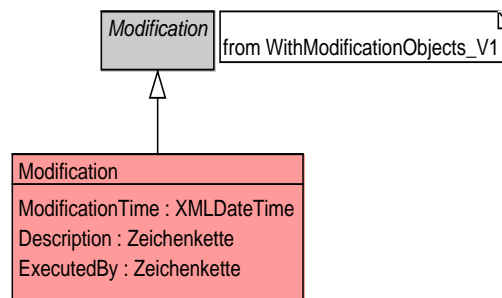 Modification
from WithModificationObjects_V1
Modification
ModificationTime : XMLDateTime
Description : Zeichenkette
ExecutedBy : Zeichenkette